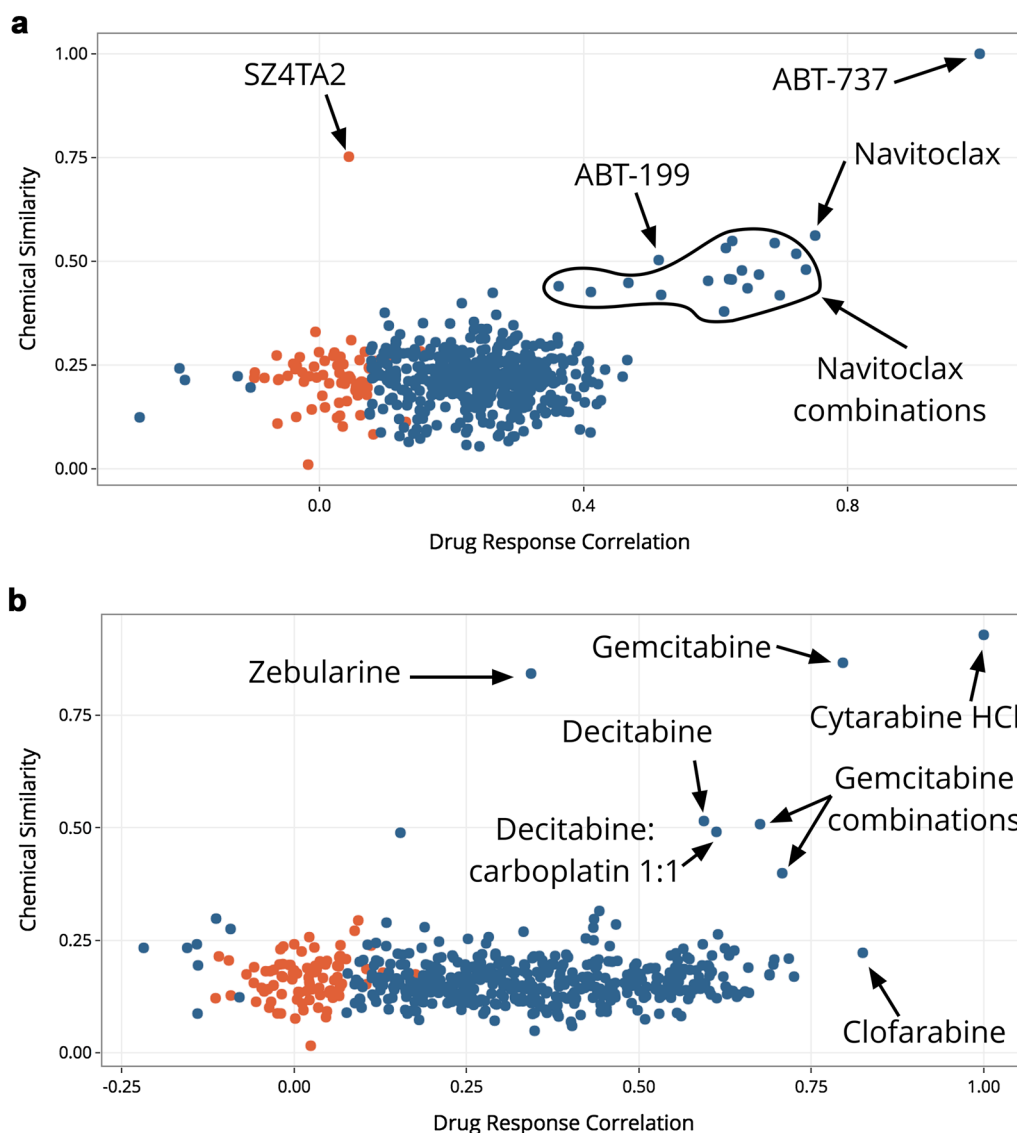 a
1.00
SZ4TA2
ABT-737
Navitoclax
0.75
ABT-199
Chemical Similarity
0.50
Navitoclax
combinations
0.25
0.00
0.0
0.4
0.8
Drug Response Correlation
b
Gemcitabine
Zebularine
0.75
Cytarabine HCl
Decitabine
Gemcitabine
combinations
0.50
Decitabine:
carboplatin 1:1
Chemical Similarity
0.25
Clofarabine
0.00
-0.25
0.00
0.25
0.50
0.75
1.00
Drug Response Correlation